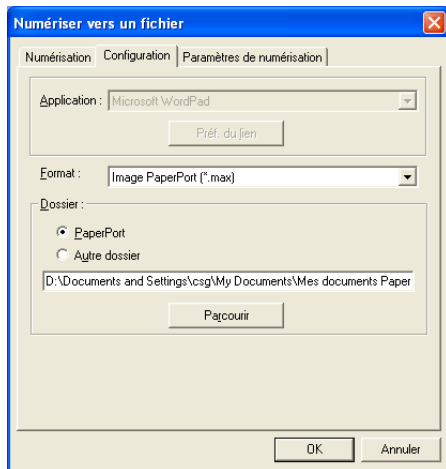 Numériser vers un fichier
Numérisation Configuration Paramètres de numérisation
Application : Microsoft WordPad
Préf. du lien
Format : Image PaperPort (*.max)
Dossier :
PaperPort
Autre dossier
D:\Documents and Settings\csg\My Documents\Mes documents Paper
Parcourir
OK Annuler